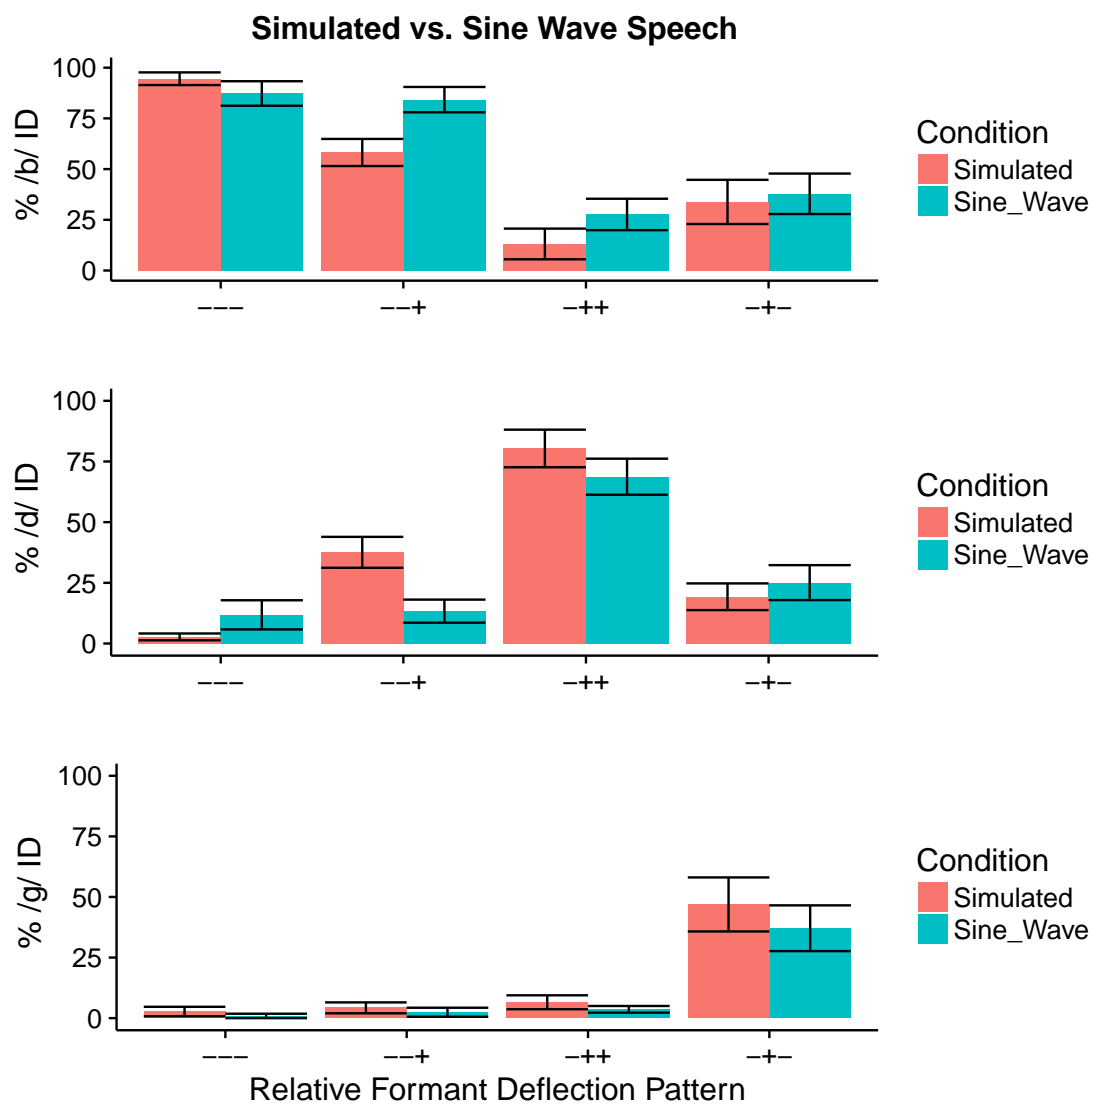 Simulated vs. Sine Wave Speech
% /b/ ID
100
75
50
25
0
−−−
−−+
−++
−+−
Condition
Simulated
Sine_Wave
% /d/ ID
100
75
50
25
0
−−−
−−+
−++
−+−
Condition
Simulated
Sine_Wave
% /g/ ID
100
75
50
25
0
−−−
−−+
−++
−+−
Condition
Simulated
Sine_Wave
Relative Formant Deflection Pattern